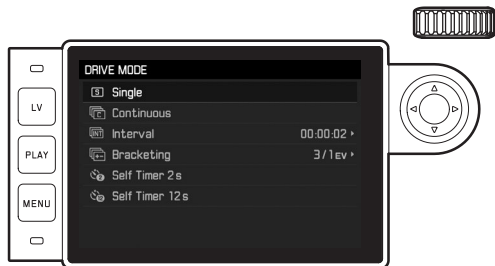 DRIVE MODE
S Single
C Continuous
INT Interval 00:00:02
Bracketing 3/1EV
Self Timer 2s
Self Timer 12s
LV
PLAY
MENU